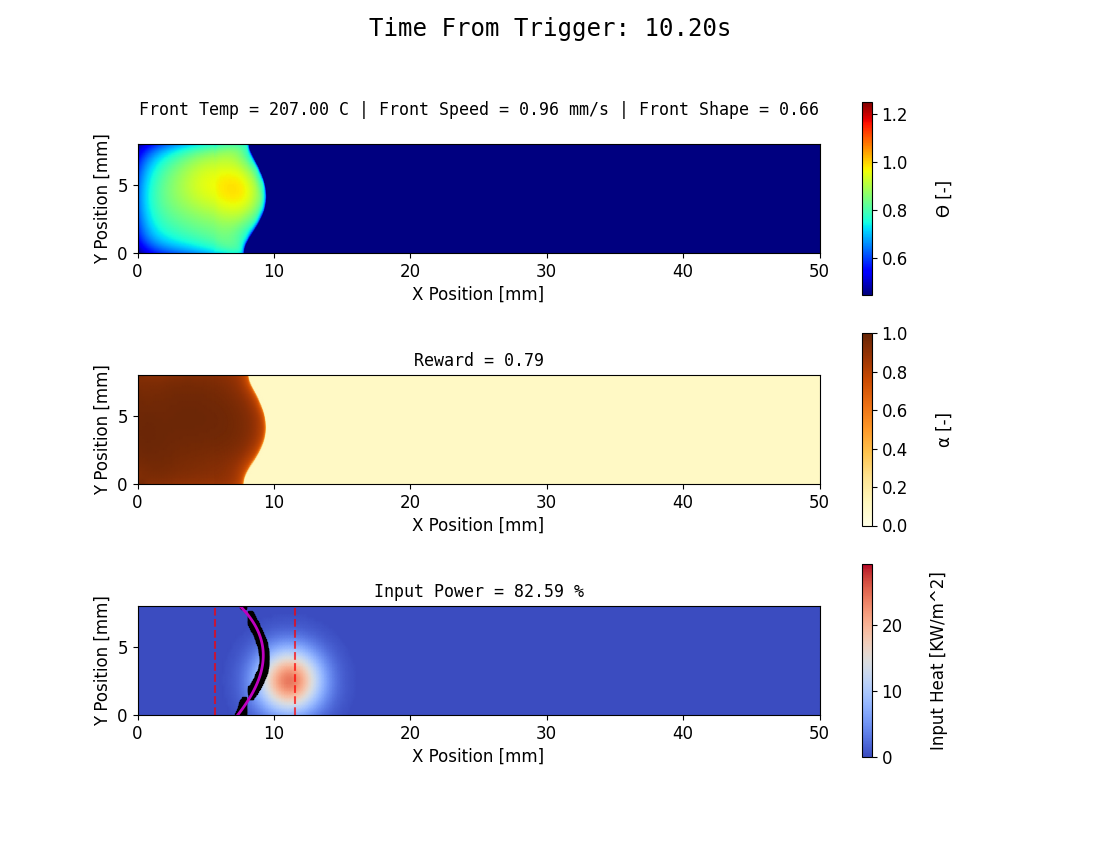 Time From Trigger: 10.20s
Front Temp = 207.00 C | Front Speed = 0.96 mm/s | Front Shape = 0.66
Y Position [mm]
5
0
0 10 20 30 40 50
X Position [mm]
1.2
1.0
0.8
0.6
Θ [-]
Reward = 0.79
Y Position [mm]
5
0
0 10 20 30 40 50
X Position [mm]
1.0
0.8
0.6
0.4
0.2
0.0
α [-]
Input Power = 82.59 %
Y Position [mm]
5
0
0 10 20 30 40 50
X Position [mm]
20
10
0
Input Heat [KW/m^2]